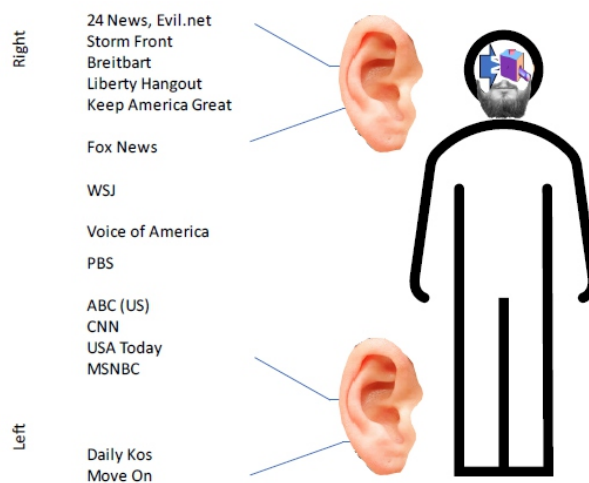 Right
24 News, Evil.net
Storm Front
Breitbart
Liberty Hangout
Keep America Great
Fox News
WSJ
Voice of America
PBS
ABC (US)
CNN
USA Today
MSNBC
Left
Daily Kos
Move On